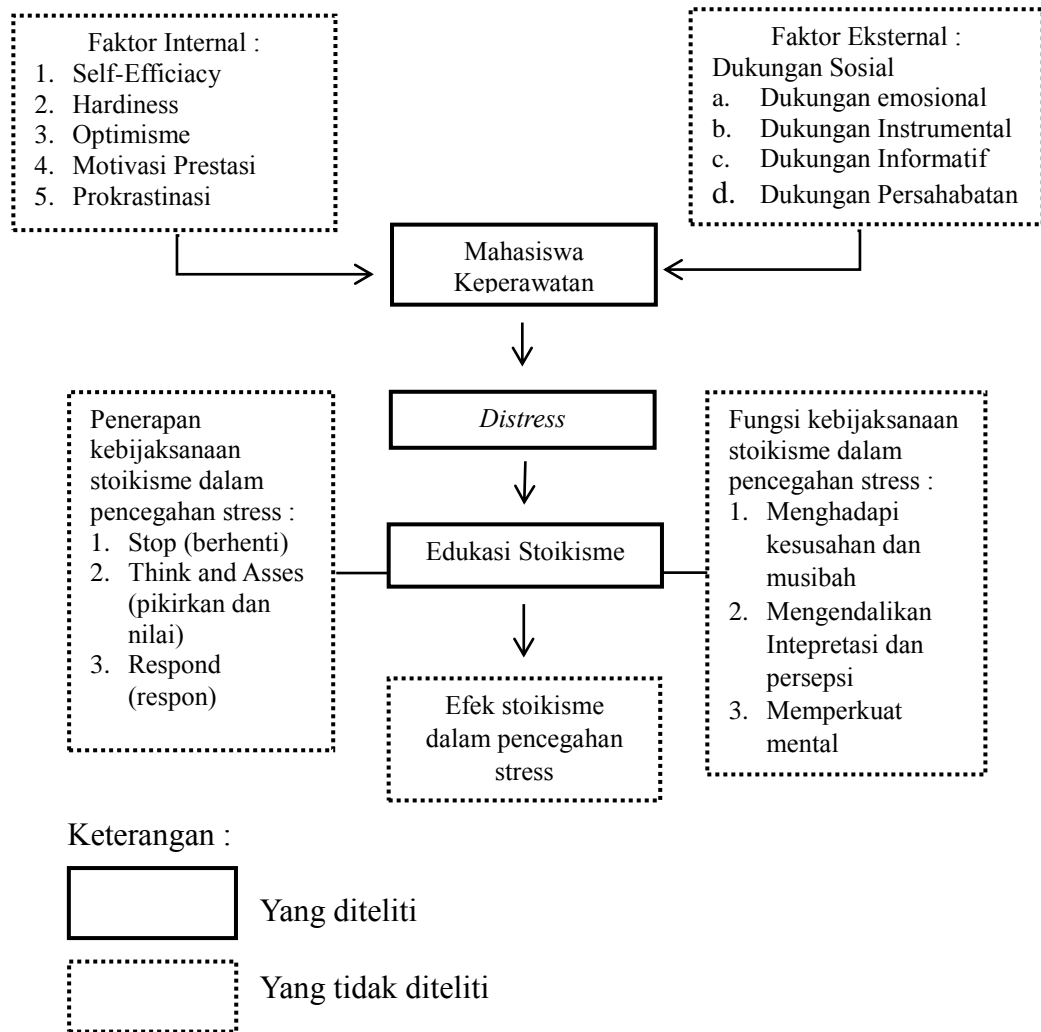 Faktor Internal :
1. Self-Efficiacy
2. Hardiness
3. Optimisme
4. Motivasi Prestasi
5. Prokrastinasi
Faktor Eksternal :
Dukungan Sosial
a. Dukungan emosional
b. Dukungan Instrumental
c. Dukungan Informatif
d. Dukungan Persahabatan
Mahasiswa
Keperawatan
Distress
Penerapan
kebijaksanaan
stoikisme dalam
pencegahan stress :
1. Stop (berhenti)
2. Think and Asses
(pikirkan dan
nilai)
3. Respond
(respon)
Edukasi Stoikisme
Fungsi kebijaksanaan
stoikisme dalam
pencegahan stress :
1. Menghadapi
kesusahan dan
musibah
2. Mengendalikan
Intepretasi dan
persepsi
3. Memperkuat
mental
Efek stoikisme
dalam pencegahan
stress
Keterangan :
Yang diteliti
Yang tidak diteliti